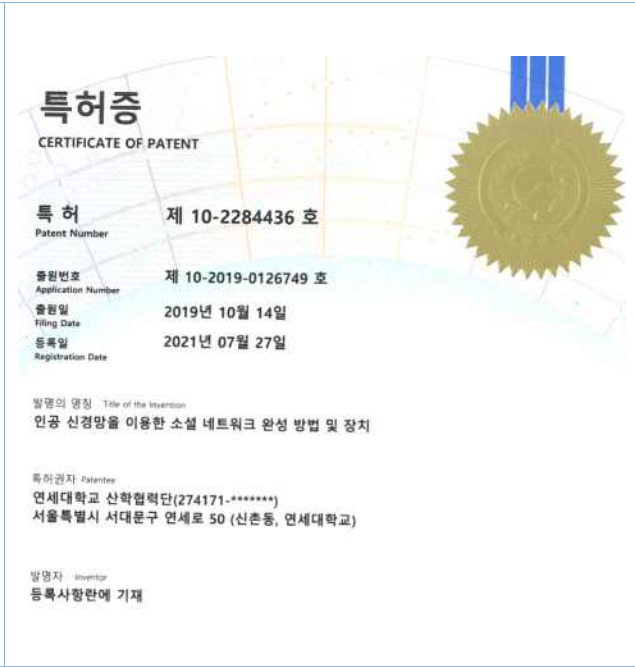 특허증
CERTIFICATE OF PATENT
특 허 제 10-2284436 호
Patent Number
출원번호 제 10-2019-0126749 호
Application Number
출원일 2019년 10월 14일
Filing Date
등록일 2021년 07월 27일
Registration Date
발명의 명칭 Title of the Invention
인공 신경망을 이용한 소셜 네트워크 완성 방법 및 장치
특허권자 Patentee
연세대학교 산학협력단(274171-*******)
서울특별시 서대문구 연세로 50 (신촌동, 연세대학교)
발명자 Inventor
등록사항란에 기재